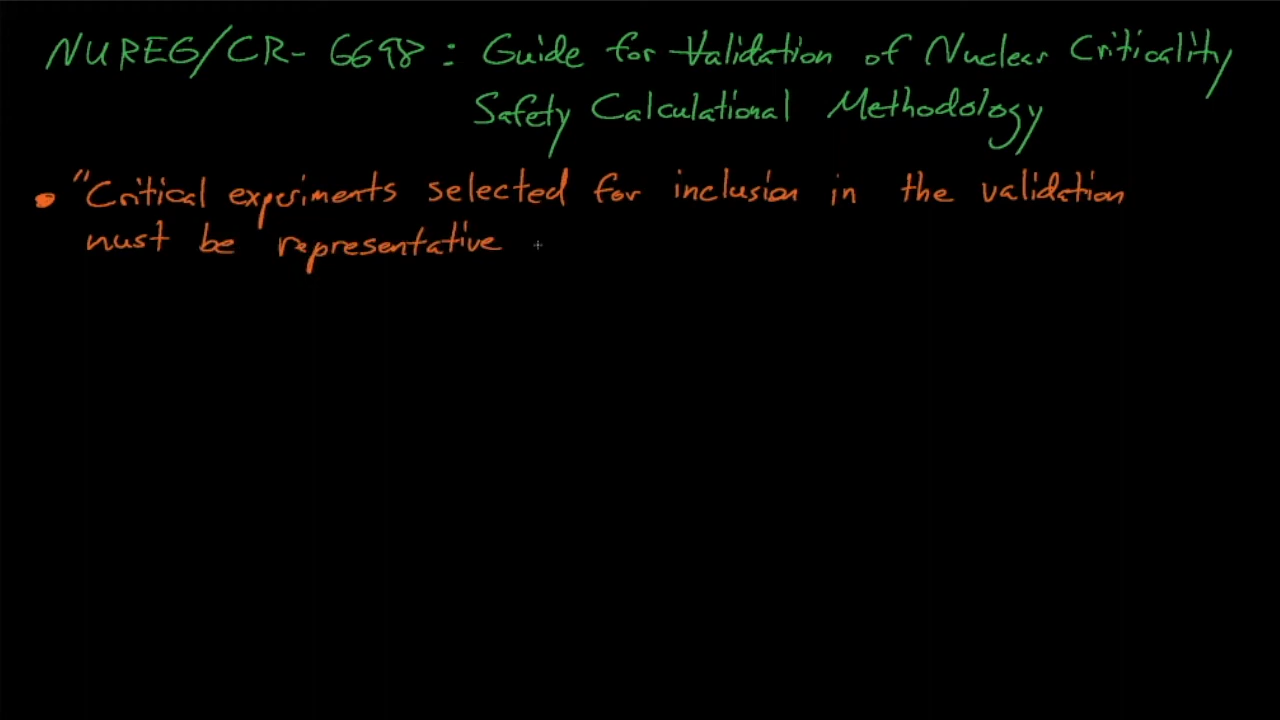 NUREG/CR-6698: Guide for Validation of Nuclear Criticality
Safety Calculational Methodology
• "Critical experiments selected for inclusion in the validation
must be representative